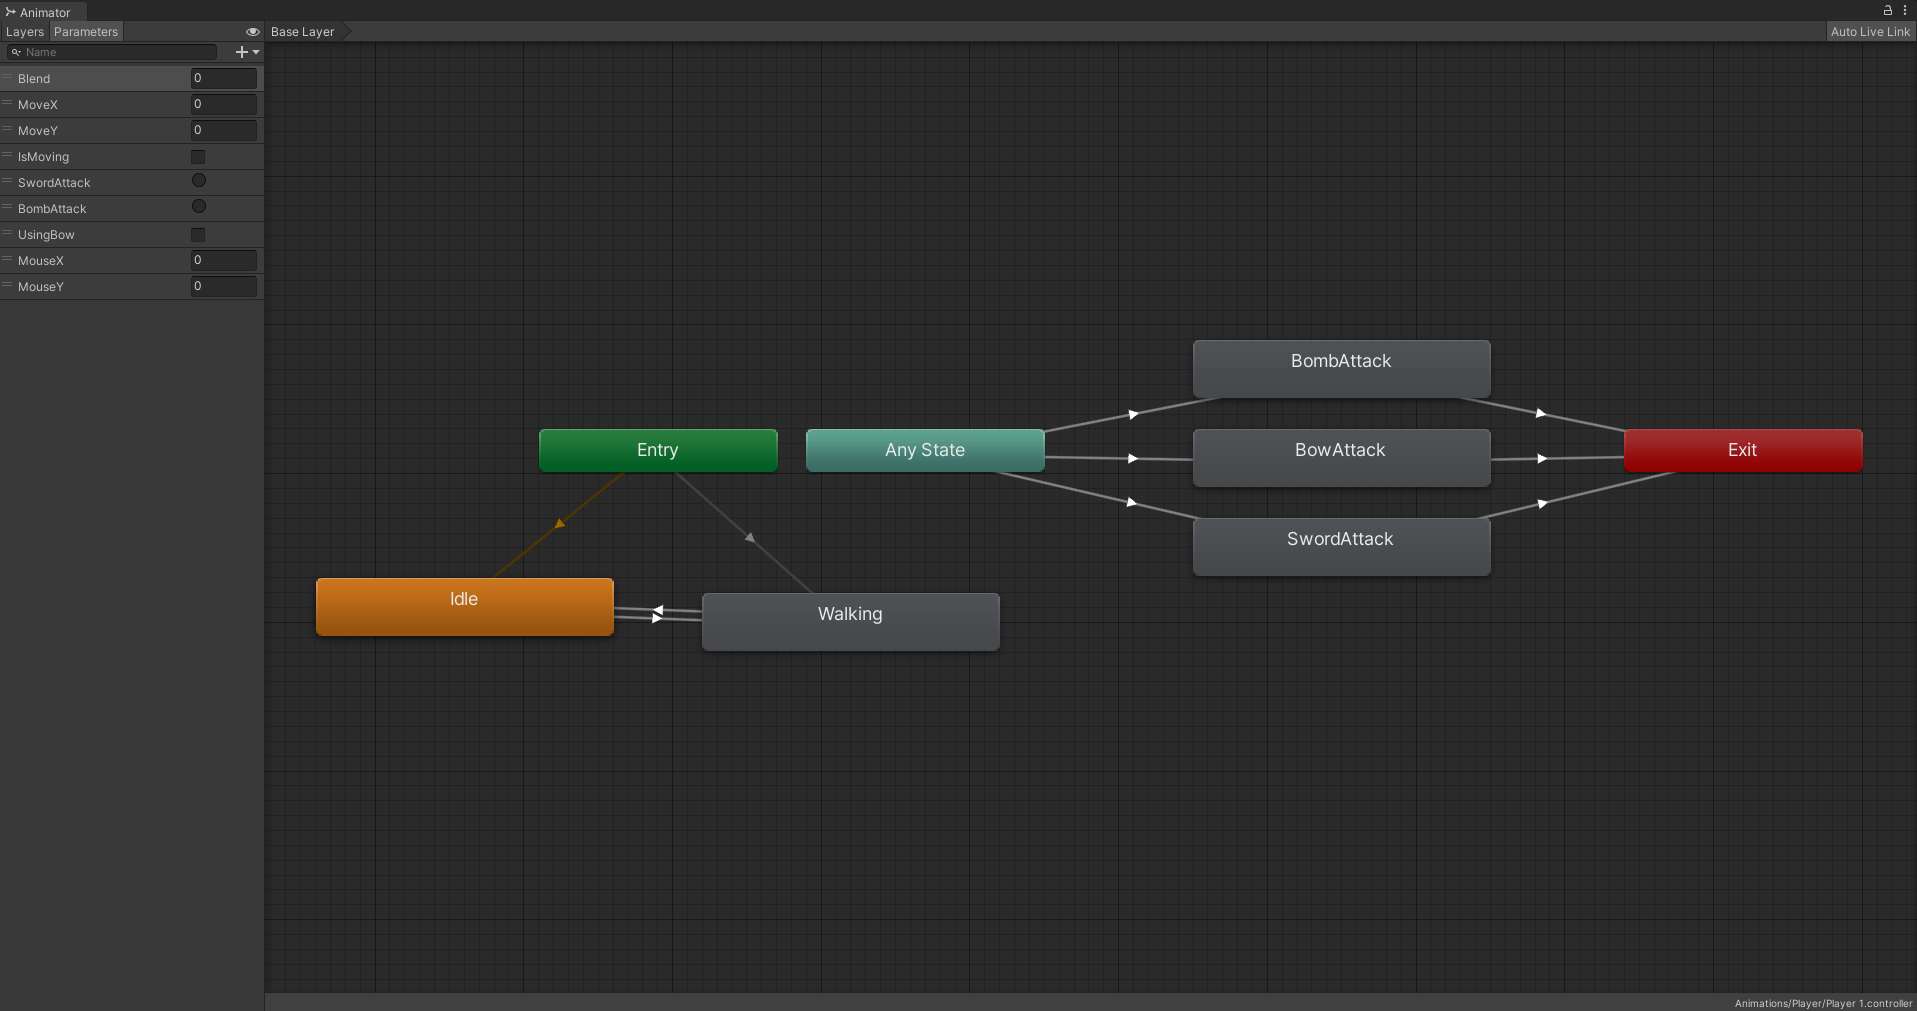 Animator
Layers Parameters
Base Layer
Auto Live Link
Name
Blend 0
MoveX 0
MoveY 0
IsMoving
SwordAttack
BombAttack
UsingBow
MouseX 0
MouseY 0
BombAttack
Entry
Any State
BowAttack
Exit
SwordAttack
Idle
Walking
Animations/Player/Player 1.controller